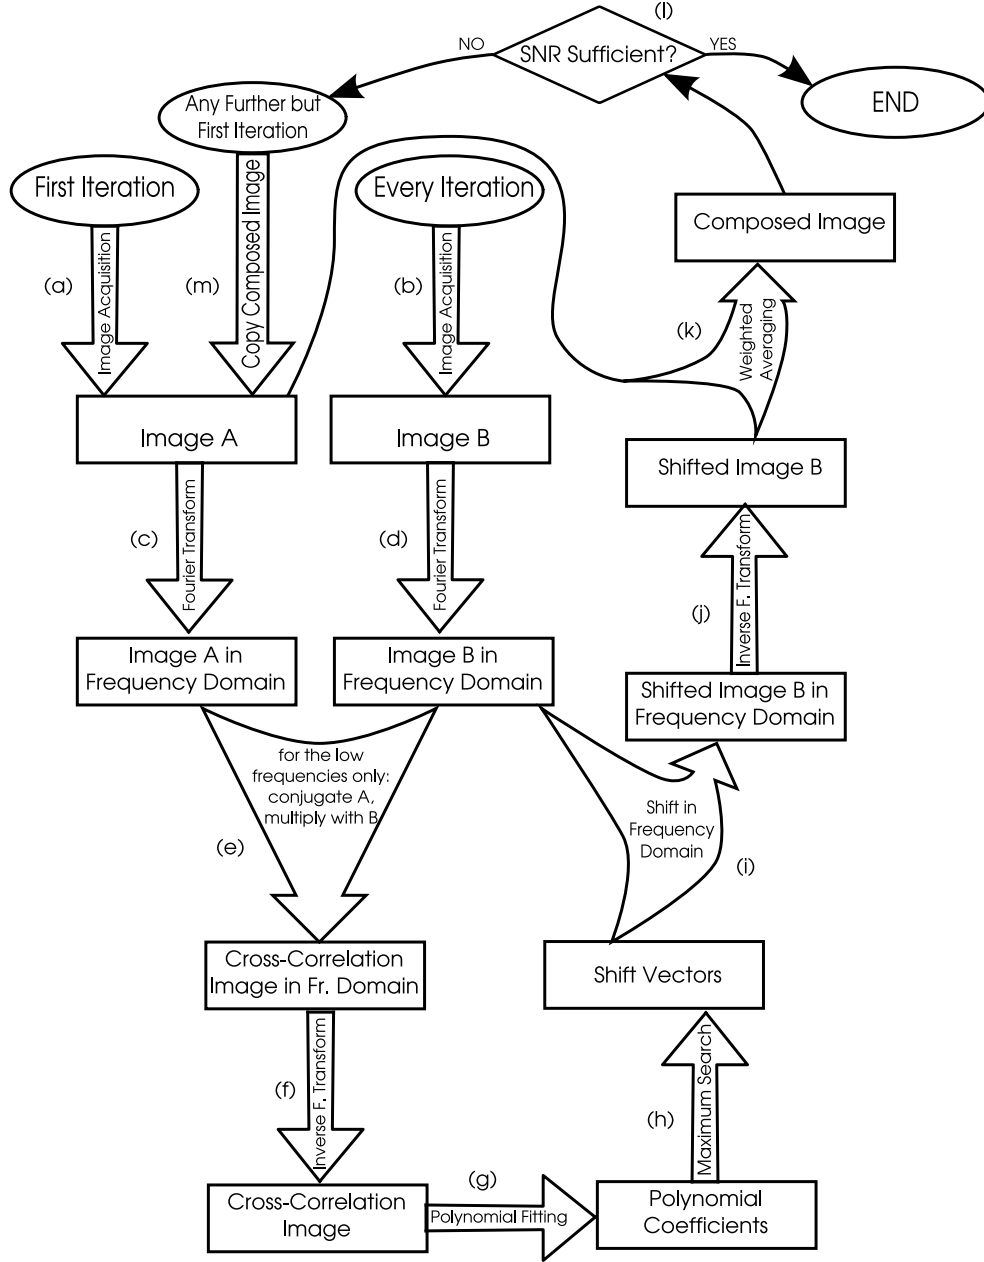 (l)
NO
SNR Sufficient?
YES
Any Further but
First Iteration
END
First Iteration
Every Iteration
Composed Image
(a)
Image Acquisition
(m)
Copy Composed Image
(b)
Image Acquisition
(k)
Weighted
Averaging
Image A
Image B
Shifted Image B
(c)
Fourier Transform
(d)
Fourier Transform
(j)
Inverse F. Transform
Image A in
Frequency Domain
Image B in
Frequency Domain
Shifted Image B in
Frequency Domain
for the low
frequencies only:
conjugate A,
multiply with B
(e)
Shift in
Frequency
Domain
(i)
Cross-Correlation
Image in Fr. Domain
Shift Vectors
(f)
Inverse F. Transform
(h)
Maximum Search
Cross-Correlation
Image
(g)
Polynomial Fitting
Polynomial
Coefficients